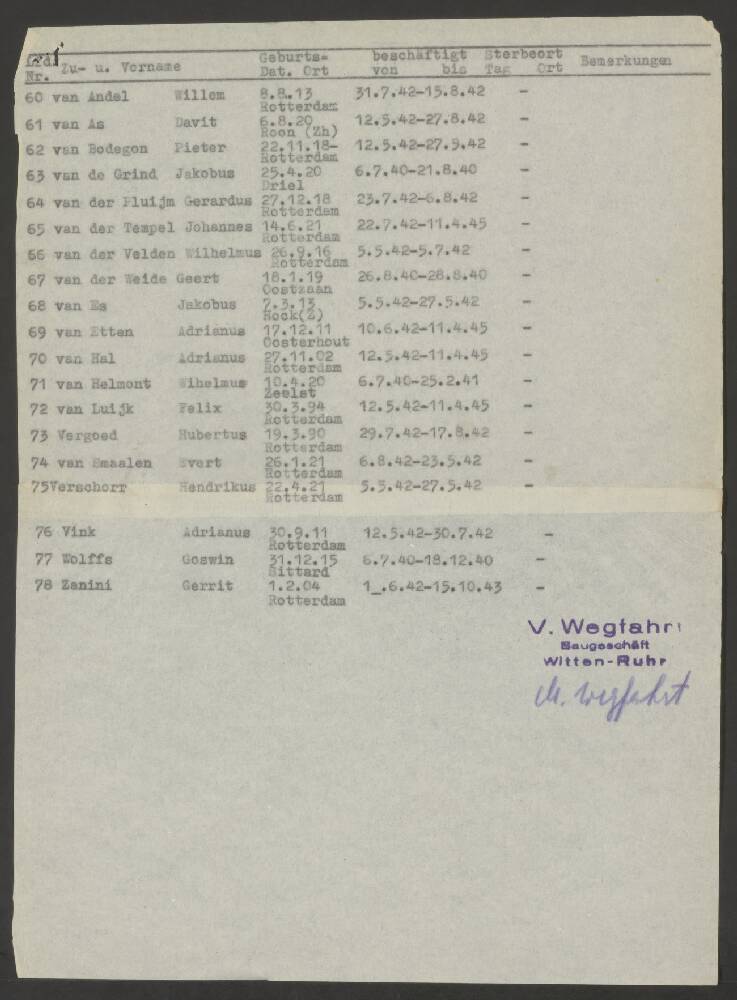 Lfd. Zu- u. Vorname Geburts= beschäftigt Sterbeort Bemerkungen
Nr. Dat. Ort von bis Tag Ort
60 van Andel Willem 8.8.13 31.7.42-15.8.42 -
Rotterdam
61 van As Davit 6.8.20 12.5.42-27.8.42 -
Roon (Zh)
62 van Bodegon Pieter 22.11.18- 12.5.42-27.5.42 -
Rotterdam
63 van de Grind Jakobus 25.4.20 6.7.40-21.8.40 -
Driel
64 van der Pluijm Gerardus 27.12.18 23.7.42-6.8.42 -
Rotterdam
65 van der Tempel Johannes 14.6.21 22.7.42-11.4.45 -
Rotterdam
66 van der Velden Wilhelmus 26.9.16 5.5.42-5.7.42 -
Rotterdam
67 van der Weide Geert 18.1.19 26.8.40-28.8.40 -
Oostzaan
68 van Es Jakobus 7.3.13 5.5.42-27.5.42 -
Hock(Z)
69 van Etten Adrianus 17.12.11 10.6.42-11.4.45 -
Oosterhout
70 van Hal Adrianus 27.11.02 12.5.42-11.4.45 -
Rotterdam
71 van Helmont Wihelmus 10.4.20 6.7.40-25.2.41 -
Zeelst
72 van Luijk Felix 30.3.94 12.5.42-11.4.45 -
Rotterdam
73 Vergoed Hubertus 19.3.90 29.7.42-17.8.42 -
Rotterdam
74 van Smaalen Evert 26.1.21 6.8.42-23.5.42 -
Rotterdam
75Verschorr Hendrikus 22.4.21 5.5.42-27.5.42 -
Rotterdam
76 Vink Adrianus 30.9.11 12.5.42-30.7.42 -
Rotterdam
77 Wolffs Goswin 31.12.15 6.7.40-18.12.40 -
Sittard
78 Zanini Gerrit 1.2.04 1_.6.42-15.10.43 -
Rotterdam
V. Wegfahrt
Baugeschäft
Witten-Ruhr
M. Wegfahrt